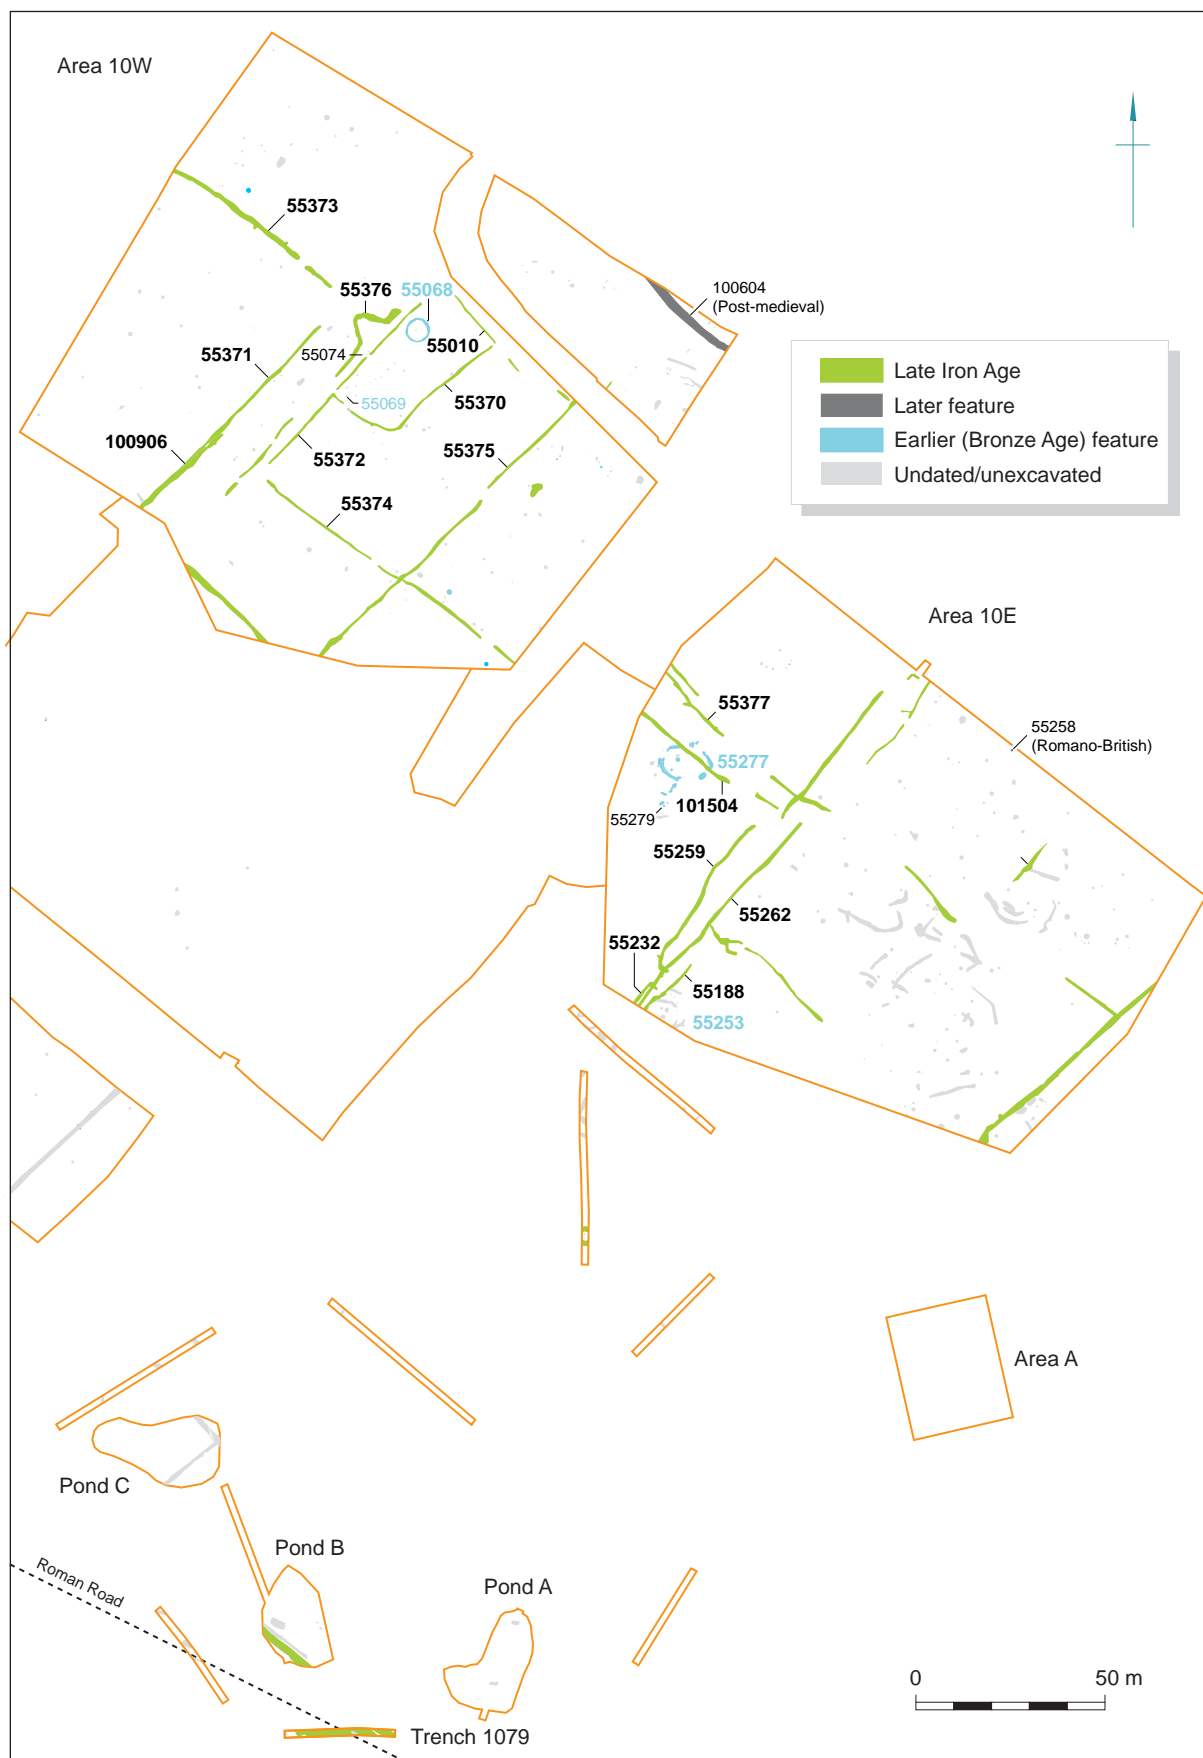 Area 10W
55373
55376
55068
100604
(Post-medieval)
55074
55010
55371
55069
55370
100906
55372
55375
55374
Late Iron Age
Later feature
Earlier (Bronze Age) feature
Undated/unexcavated
Area 10E
55377
55258
(Romano-British)
55277
101504
55279
55259
55262
55232
55188
55253
Area A
Pond C
Pond B
Pond A
Roman Road
0
50 m
Trench 1079